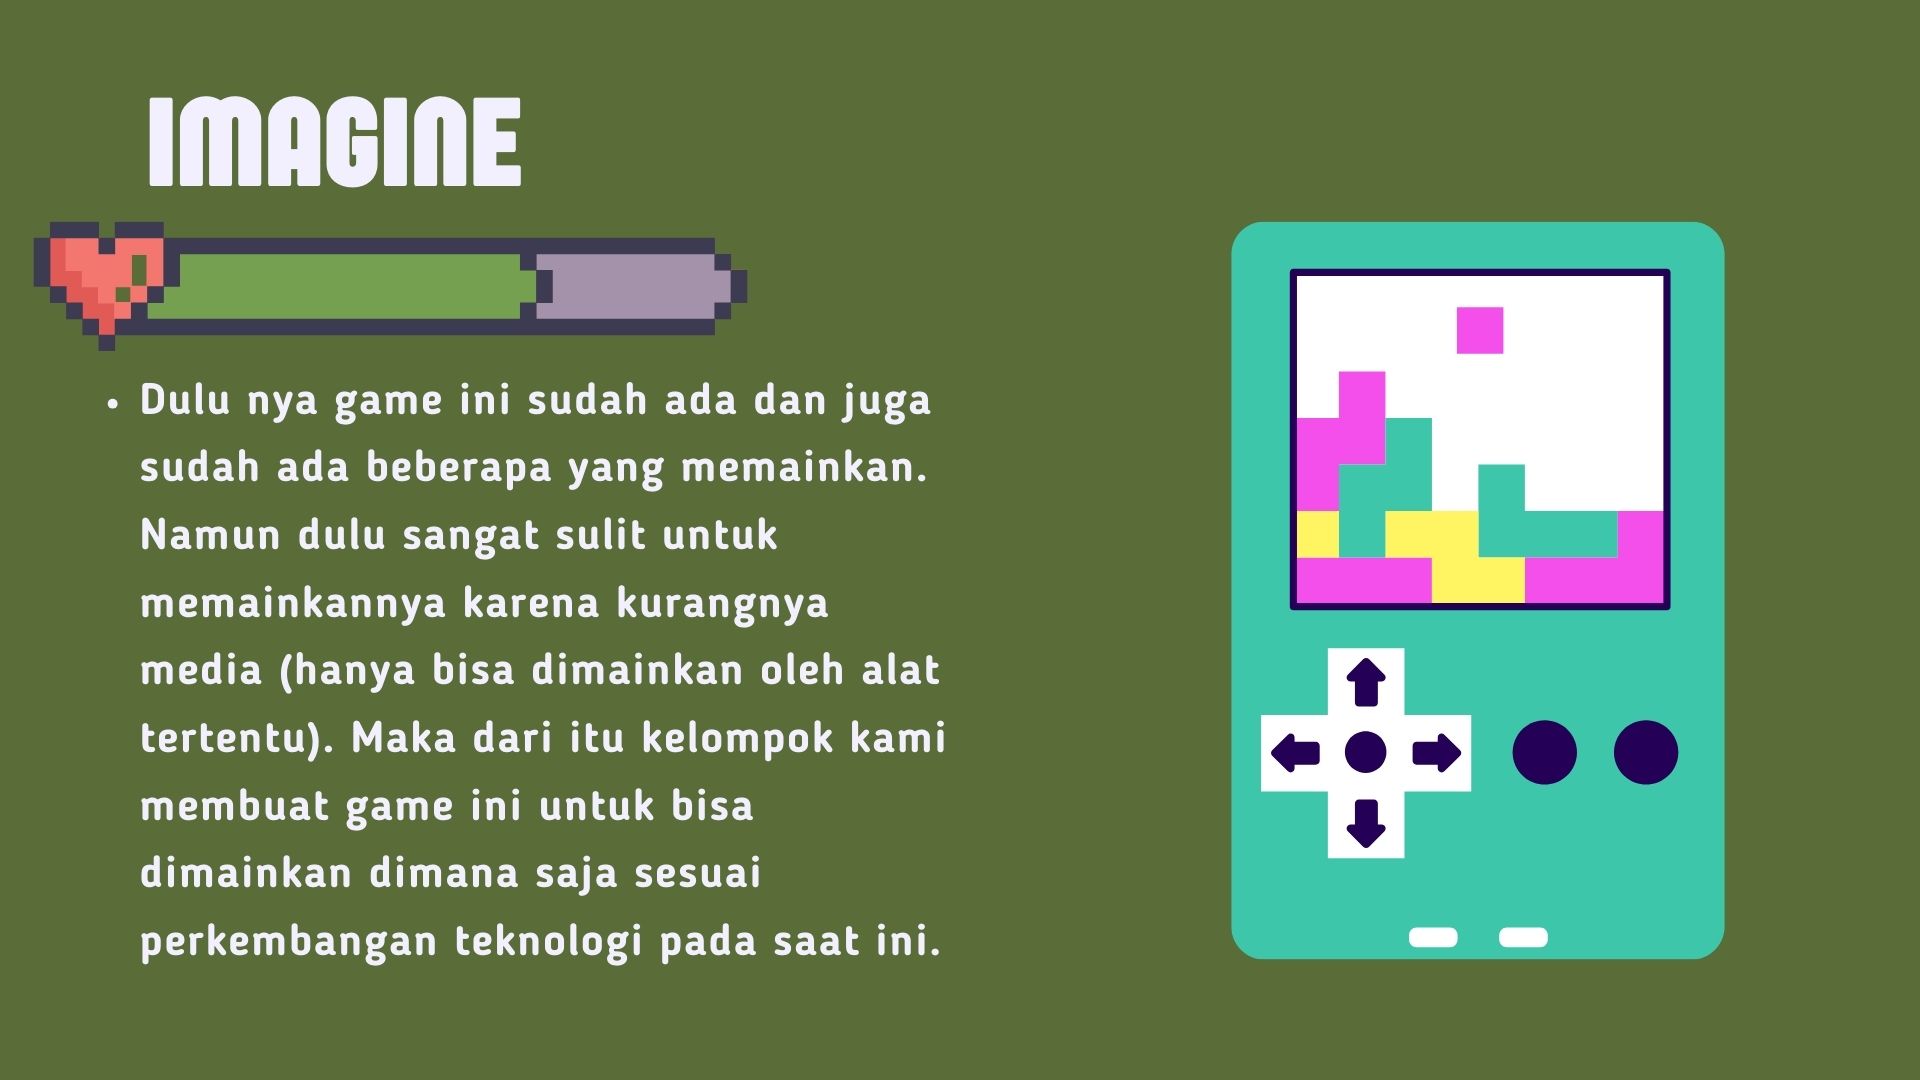 IMAGINE
• Dulu nya game ini sudah ada dan juga
sudah ada beberapa yang memainkan.
Namun dulu sangat sulit untuk
memainkannya karena kurangnya
media (hanya bisa dimainkan oleh alat
tertentu). Maka dari itu kelompok kami
membuat game ini untuk bisa
dimainkan dimana saja sesuai
perkembangan teknologi pada saat ini.